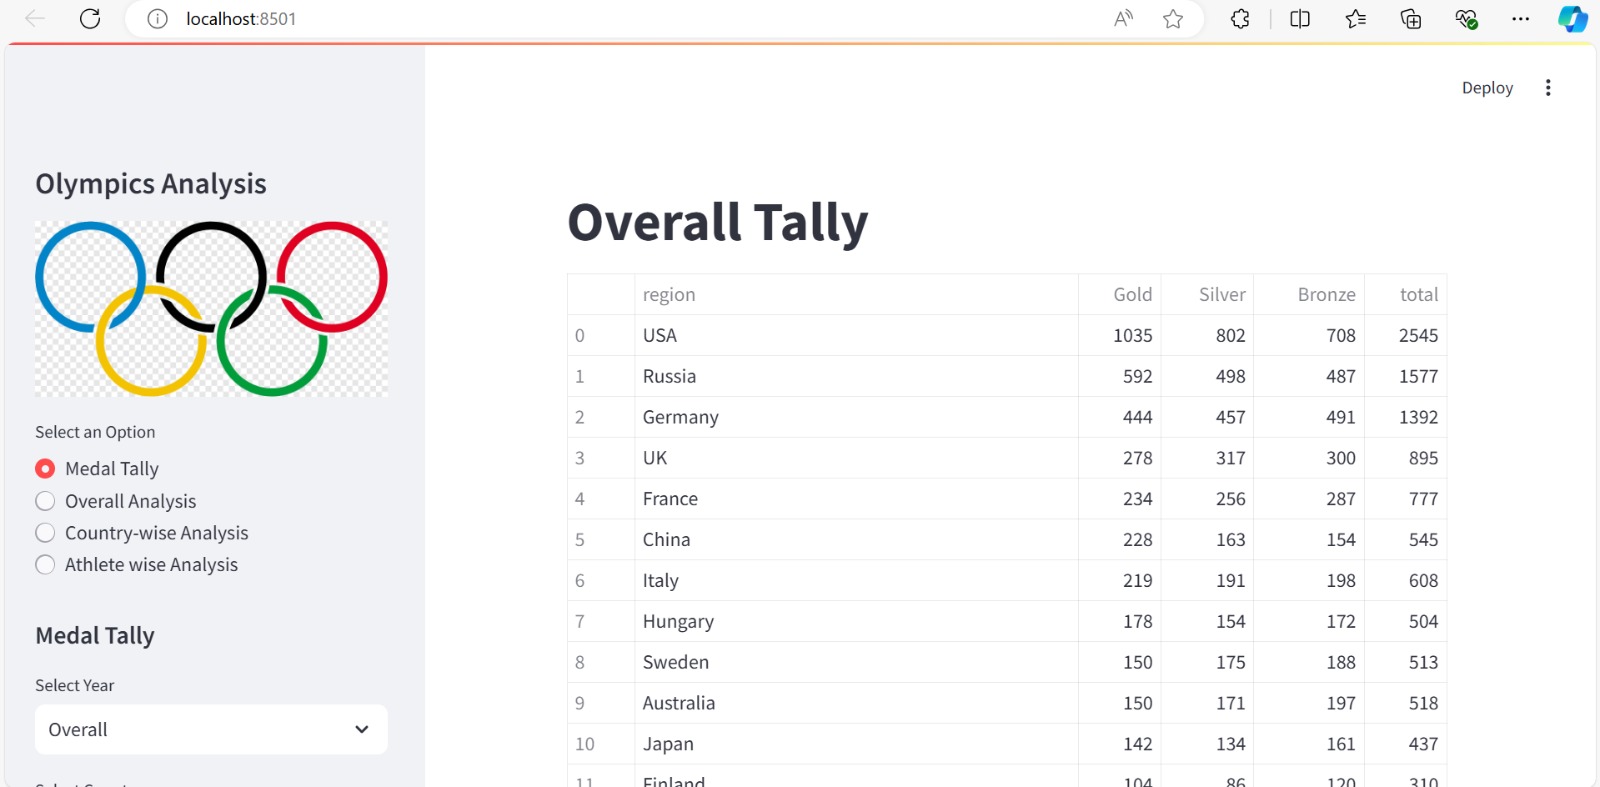 localhost:8501
Deploy
Olympics Analysis
Select an Option
Medal Tally
Overall Analysis
Country-wise Analysis
Athlete wise Analysis
Medal Tally
Select Year
Overall
Overall Tally
region Gold Silver Bronze total
0 USA 1035 802 708 2545
1 Russia 592 498 487 1577
2 Germany 444 457 491 1392
3 UK 278 317 300 895
4 France 234 256 287 777
5 China 228 163 154 545
6 Italy 219 191 198 608
7 Hungary 178 154 172 504
8 Sweden 150 175 188 513
9 Australia 150 171 197 518
10 Japan 142 134 161 437
11 Finland 104 86 120 310